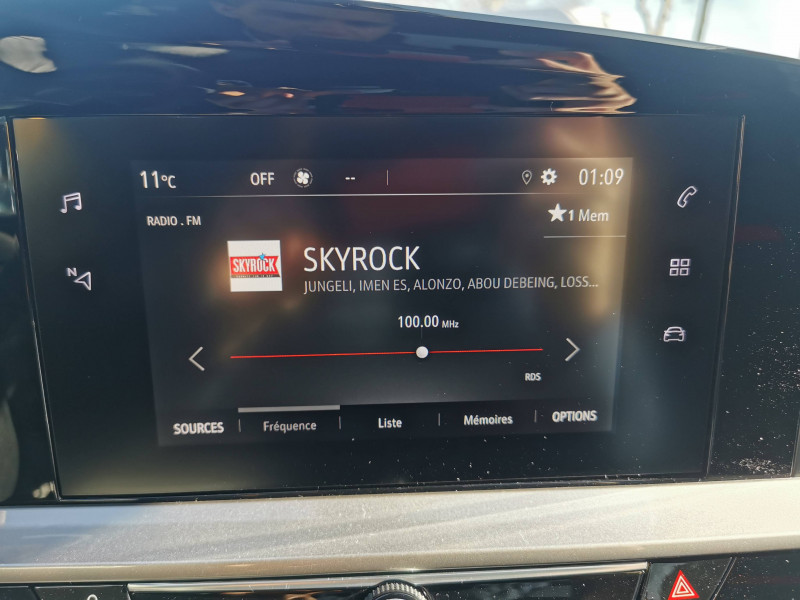 11°C OFF -- 01:09
RADIO . FM
1 Mem
SKYROCK
SKYROCK
JUNGELI, IMEN ES, ALONZO, ABOU DEBEING, LOSS...
100.00 MHz
RDS
N
SOURCES Fréquence Liste Mémoires OPTIONS